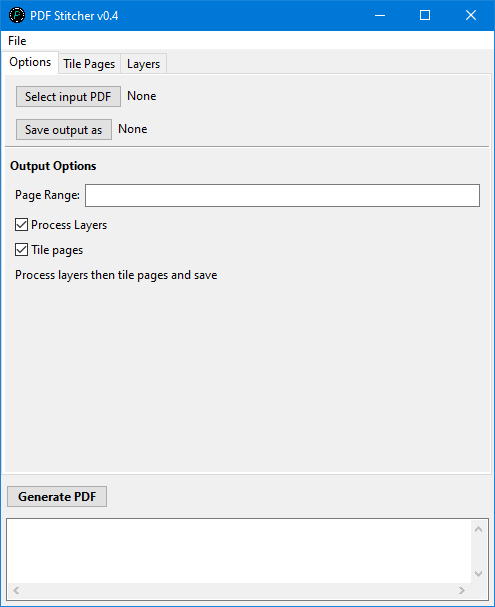 PDF Stitcher v0.4
File
Options Tile Pages Layers
Select input PDF None
Save output as None
Output Options
Page Range:
Process Layers
Tile pages
Process layers then tile pages and save
Generate PDF